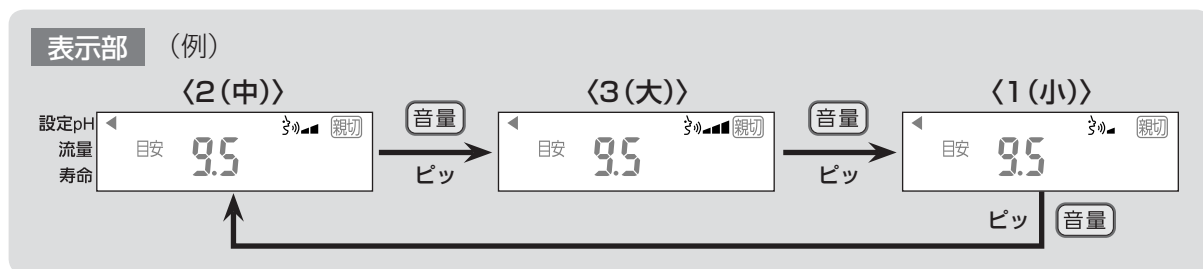 表示部 （例）
〈2（中）〉 〈3（大）〉 〈1（小）〉
設定pH
流量
寿命
目安 9.5 親切
音量
ピッ
目安 9.5 親切
音量
ピッ
目安 9.5 親切
ピッ 音量